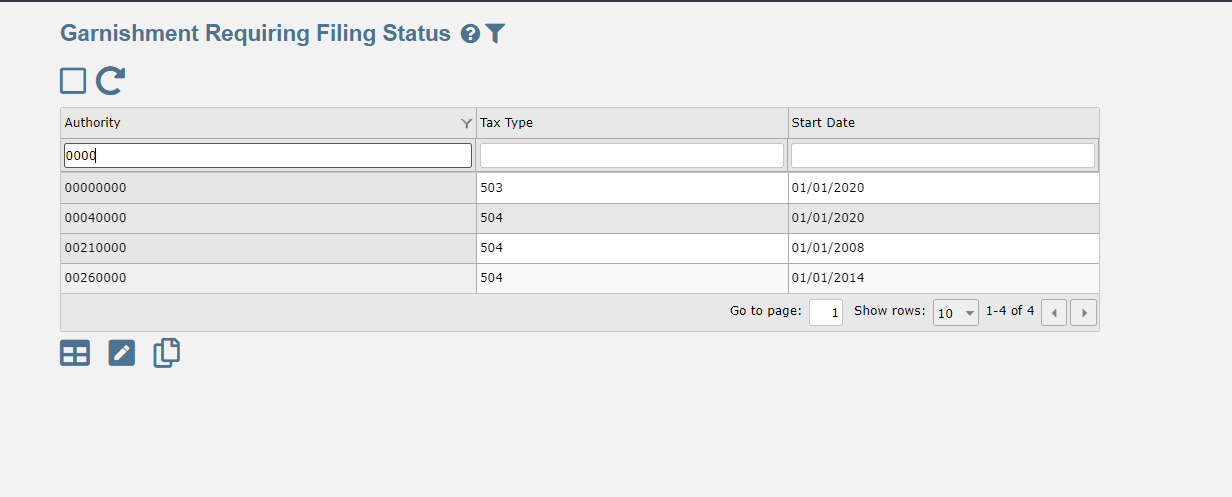 Garnishment Requiring Filing Status
Authority Tax Type Start Date
0000
00000000 503 01/01/2020
00040000 504 01/01/2020
00210000 504 01/01/2008
00260000 504 01/01/2014
Go to page: 1 Show rows: 10 1-4 of 4